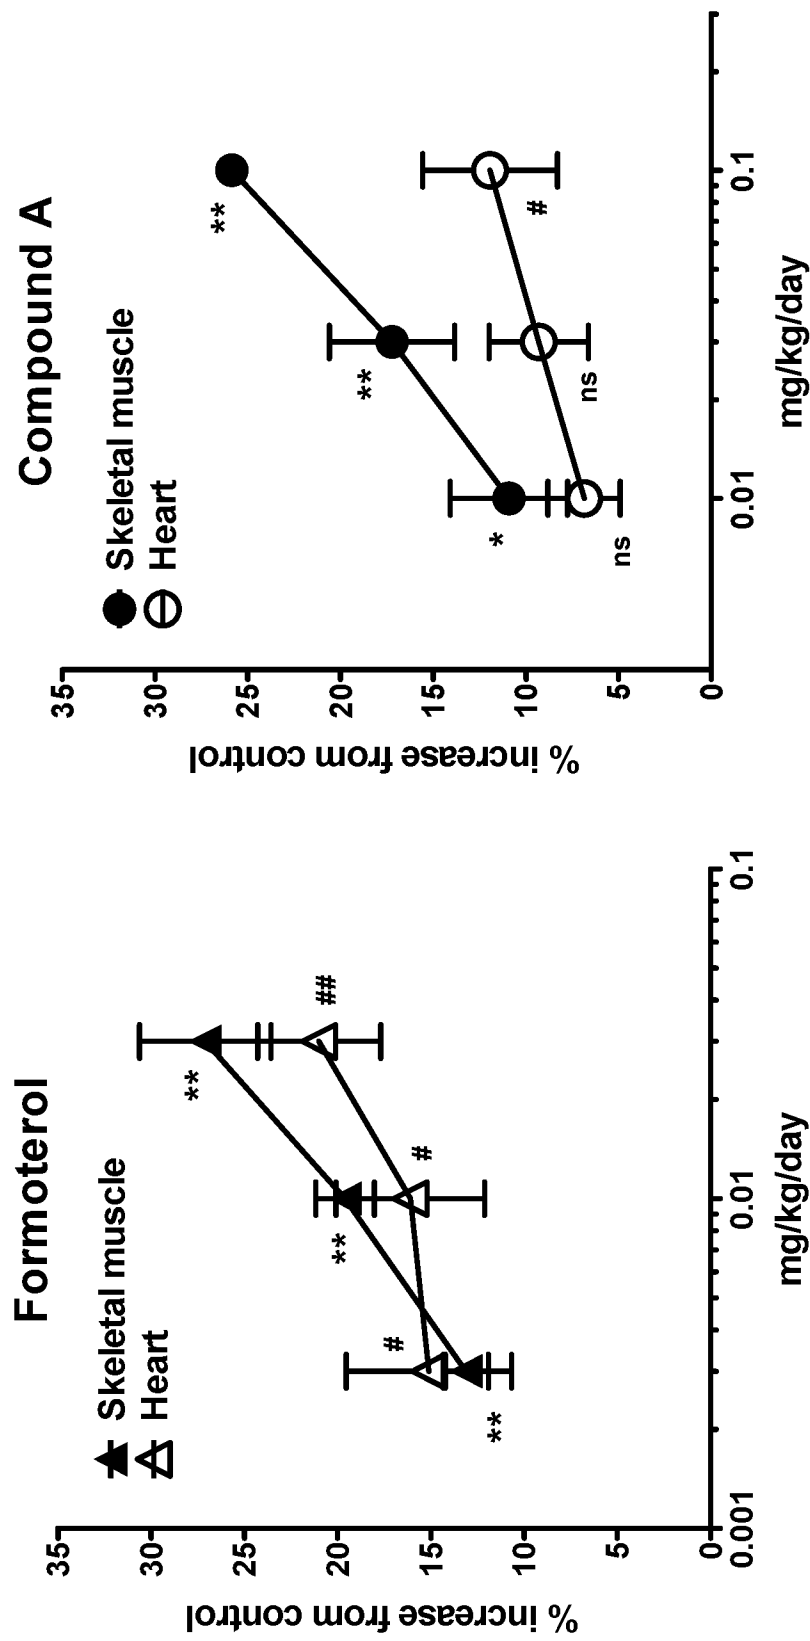 Formoterol
Skeletal muscle
Heart
% increase from control
35
30
25
20
15
10
5
0
**
#
**
#
**
##
0.001
0.01
0.1
mg/kg/day
Compound A
Skeletal muscle
Heart
% increase from control
35
30
25
20
15
10
5
0
*
ns
**
ns
**
#
0.01
0.1
mg/kg/day